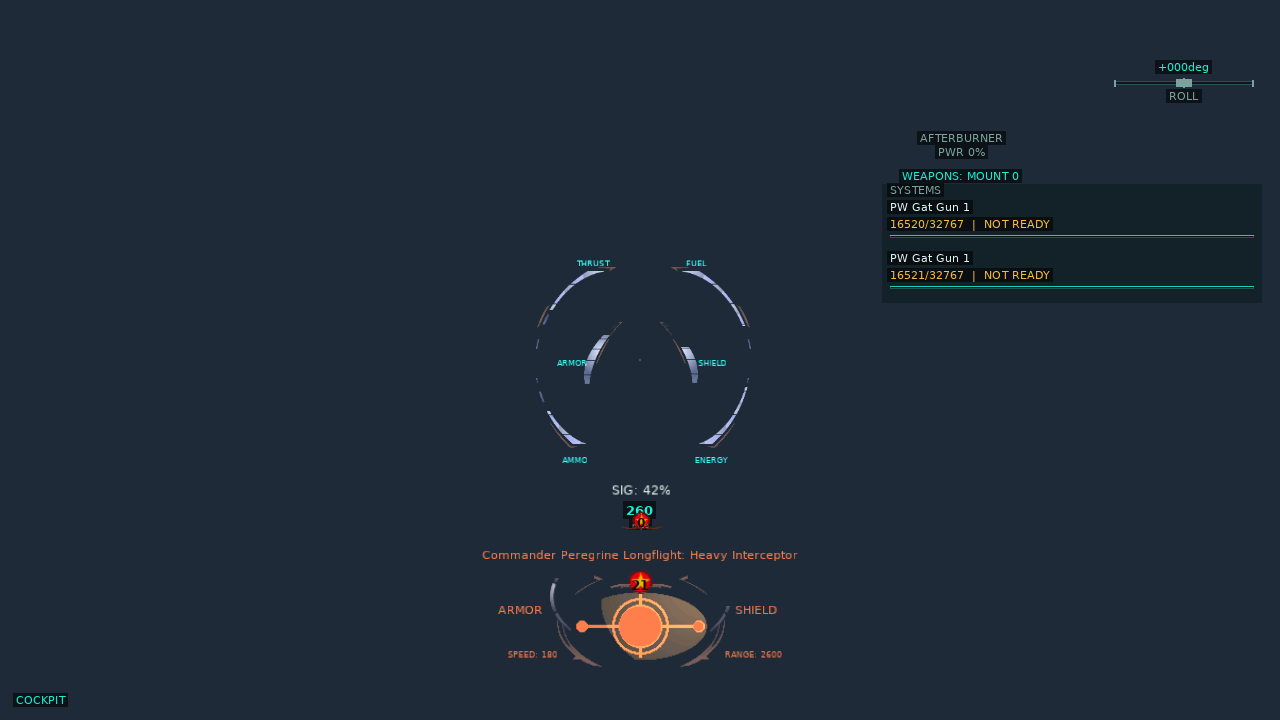 +000deg
ROLL
AFTERBURNER
PWR 0%
WEAPONS: MOUNT 0
SYSTEMS
PW Gat Gun 1
16520/32767 | NOT READY
PW Gat Gun 1
16521/32767 | NOT READY
THRUST
FUEL
ARMOR
SHIELD
AMMO
ENERGY
SIG: 42%
260
Commander Peregrine Longflight: Heavy Interceptor
21
ARMOR
SHIELD
SPEED: 180
RANGE: 2600
COCKPIT